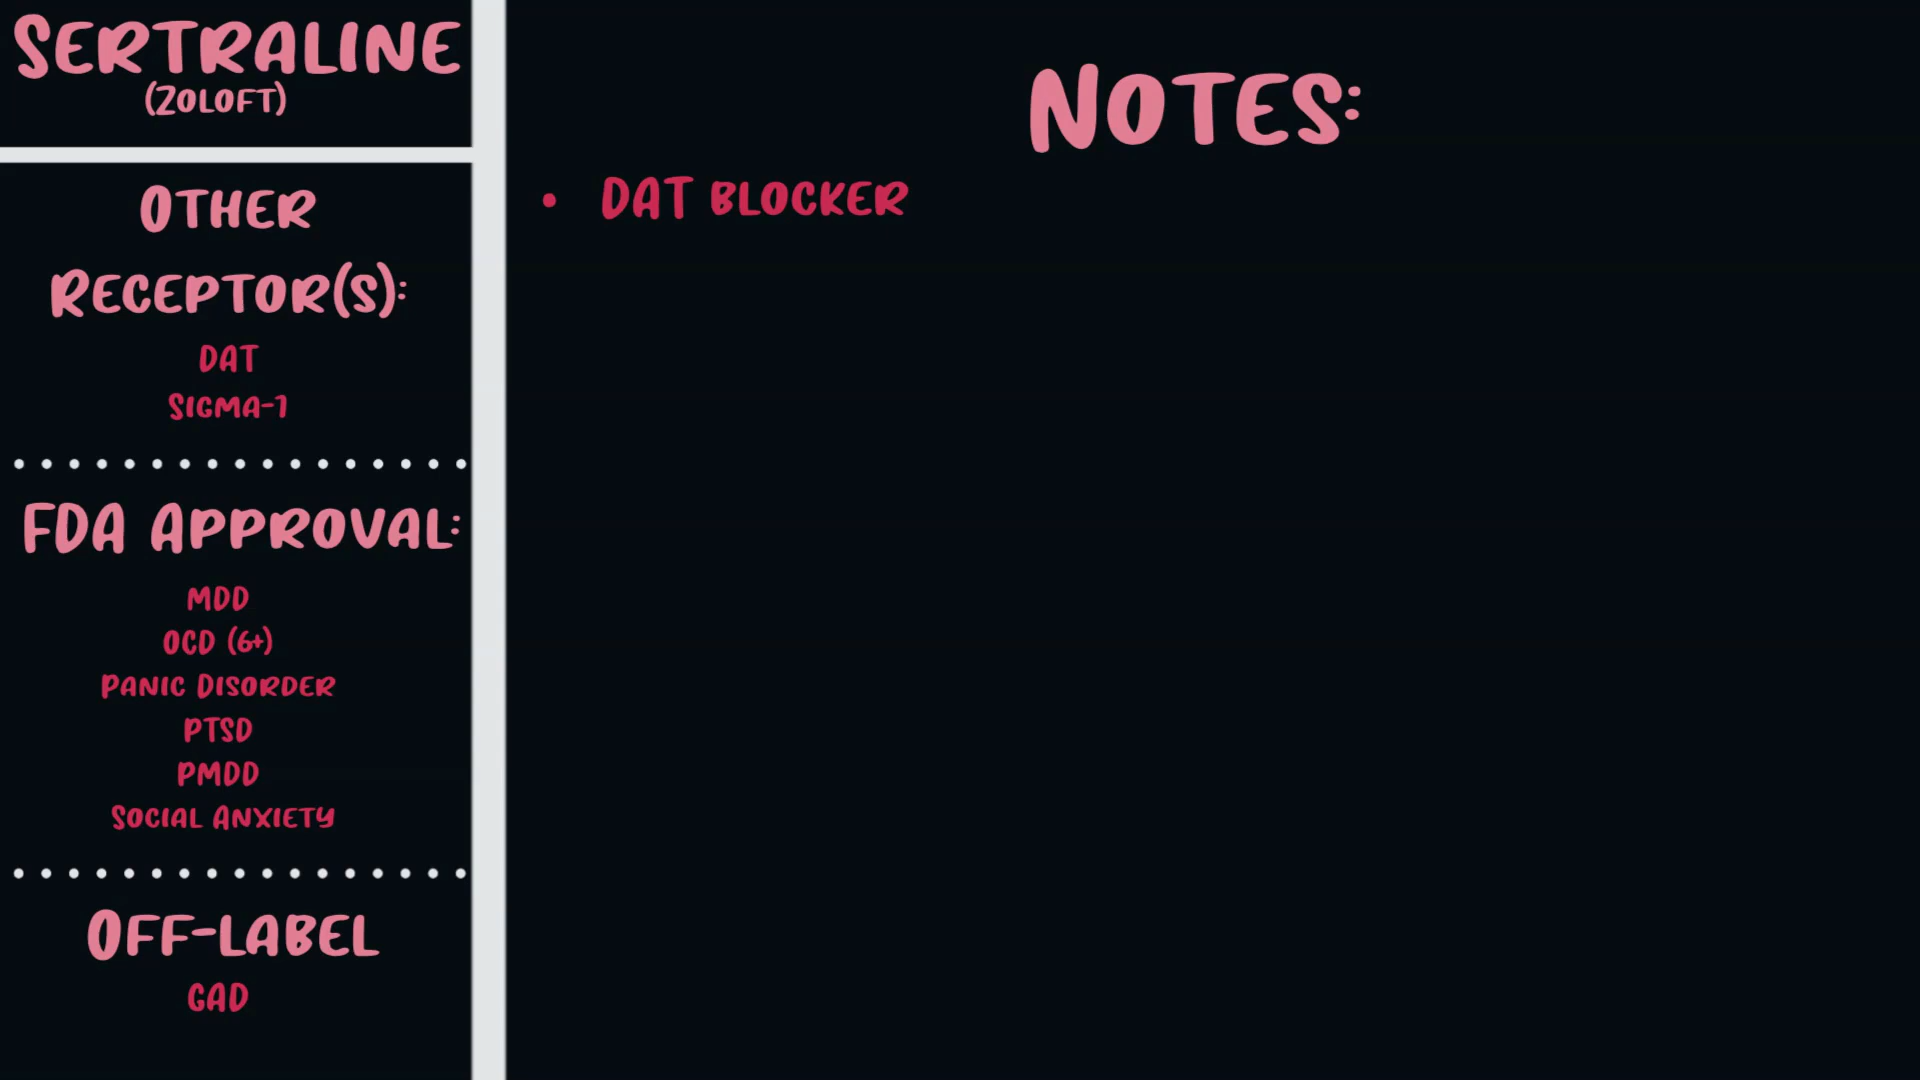 Sertraline
(Zoloft)
Other
Receptor(s):
DAT
Sigma-1
FDA Approval:
MDD
OCD (6+)
Panic Disorder
PTSD
PMDD
Social Anxiety
Off-label
GAD
Notes:
• DAT blocker